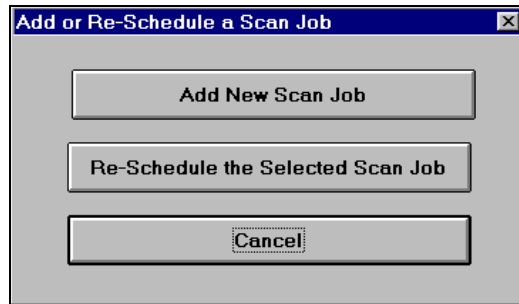 Add or Re-Schedule a Scan Job
Add New Scan Job
Re-Schedule the Selected Scan Job
Cancel